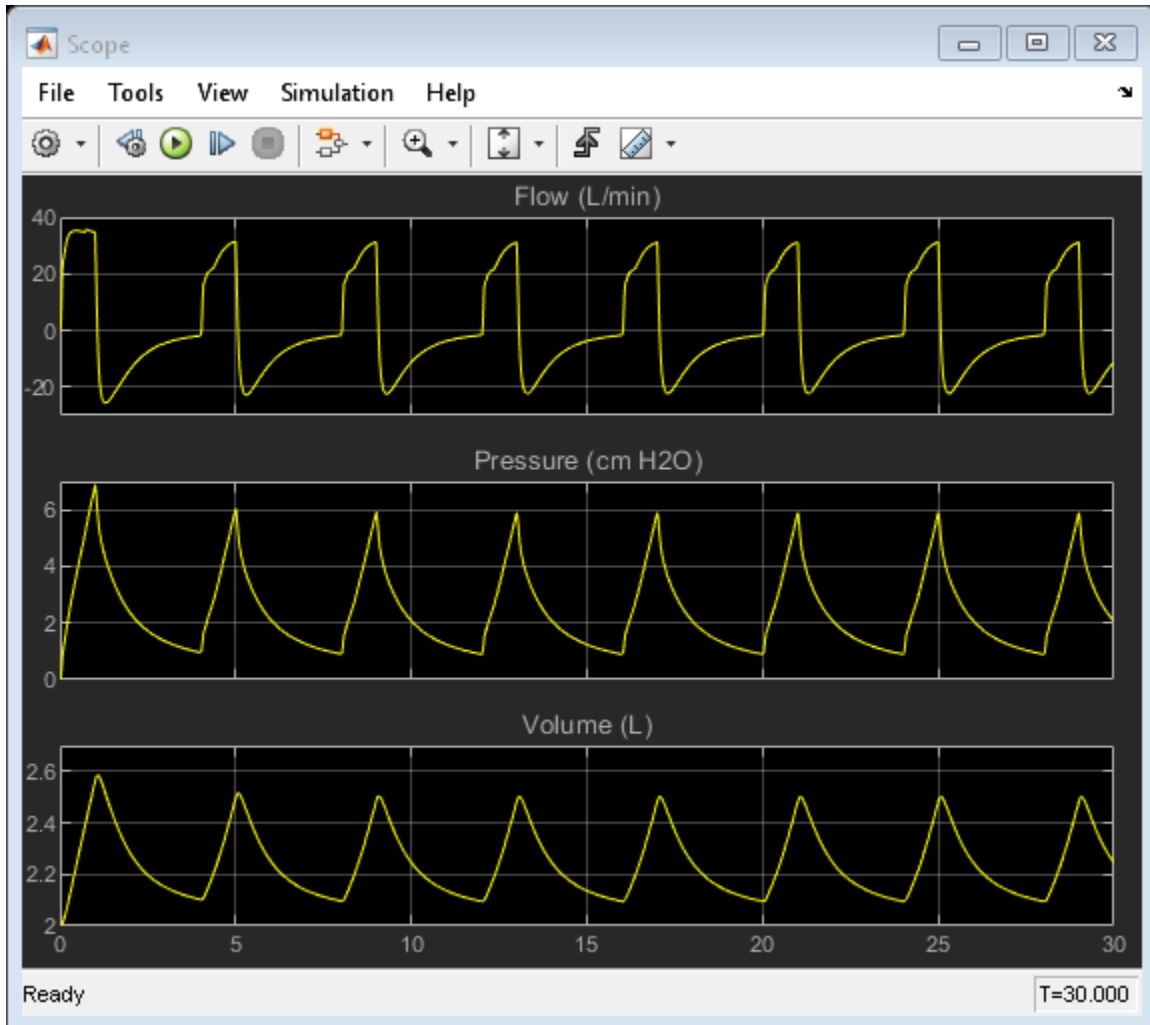 Scope
File Tools View Simulation Help
Flow (L/min)
40
20
0
-20
Pressure (cm H2O)
6
4
2
0
Volume (L)
2.6
2.4
2.2
2
0 5 10 15 20 25 30
Ready T=30.000